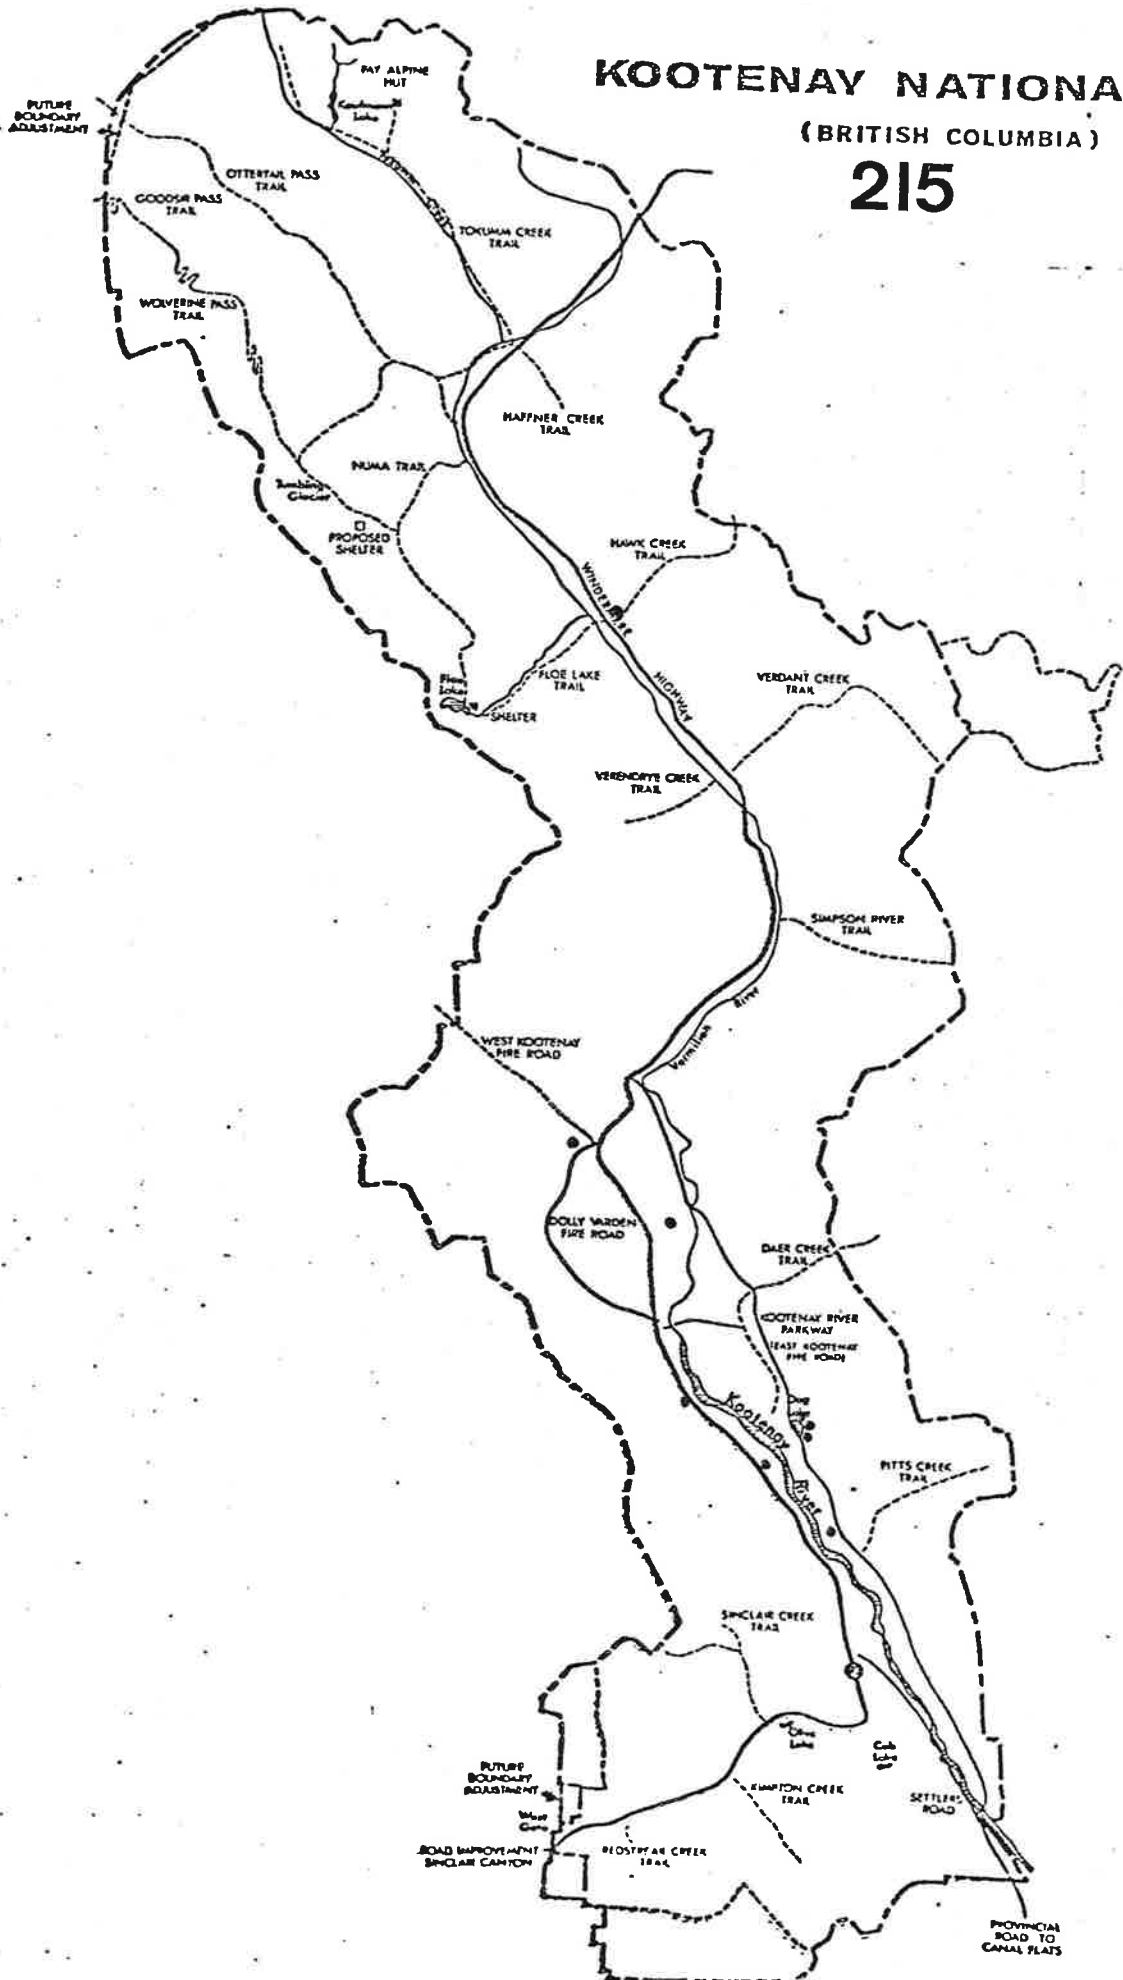 KOOTENAY NATIONA
(BRITISH COLUMBIA)
215
FAY ALPINE
HUT
Lake
FUTURE
BOUNDARY
ADJUSTMENT
OTTERTAIL PASS
TRAIL
GOODSIR PASS
TRAIL
TOKUMM CREEK
TRAIL
WOLVERINE PASS
TRAIL
HAFFNER CREEK
TRAIL
NUMA TRAIL
Tumbling
Glacier
PROPOSED
SHELTER
HAWK CREEK
TRAIL
WINDERMERE
HIGHWAY
FLOE LAKE
TRAIL
Floe
Lake
SHELTER
VERDANT CREEK
TRAIL
VERENDRYE CREEK
TRAIL
SIMPSON RIVER
TRAIL
Vermilion River
WEST KOOTENAY
FIRE ROAD
DOLLY VARDEN
FIRE ROAD
DAER CREEK
TRAIL
KOOTENAY RIVER
PARKWAY
(EAST KOOTENAY
FIRE ROAD)
Dog
Lake
Kootenay
River
PITTS CREEK
TRAIL
SINCLAIR CREEK
TRAIL
Olive
Lake
Cob
Lake
FUTURE
BOUNDARY
ADJUSTMENT
West
Gate
KIMPTON CREEK
TRAIL
SETTLERS
ROAD
ROAD IMPROVEMENT
SINCLAIR CANYON
REDSTREAK CREEK
TRAIL
PROVINCIAL
ROAD TO
CANAL FLATS